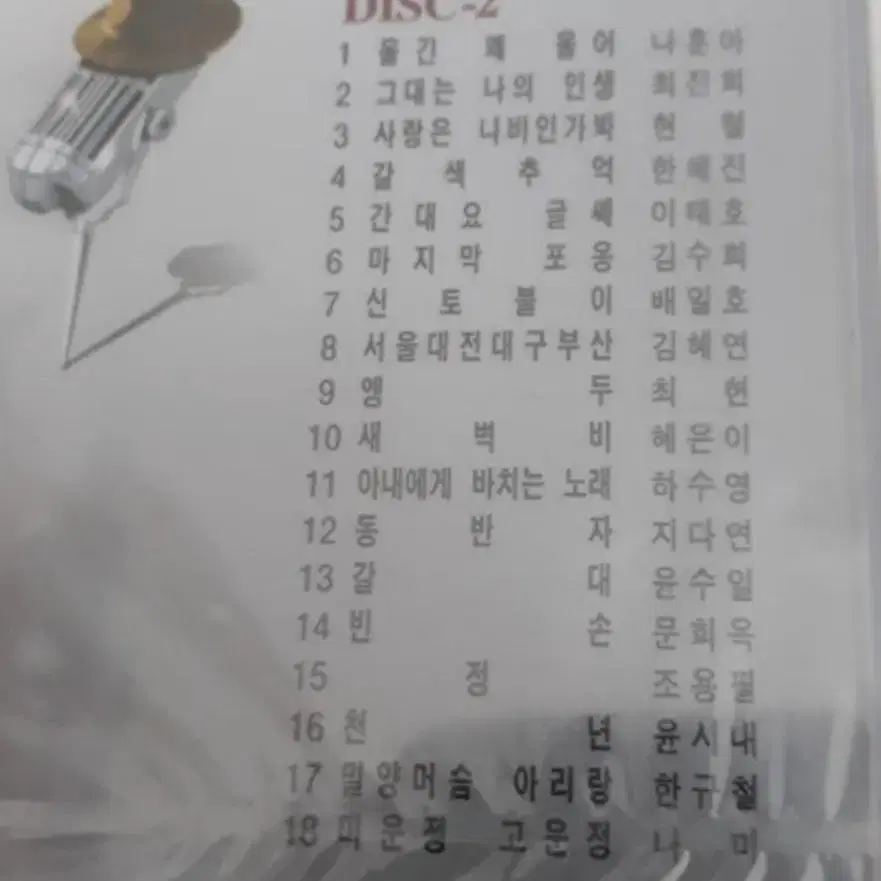 DISC-2
1 울긴 왜 울어 나훈아
2 그대는 나의 인생 최진희
3 사랑은 나비인가봐 현철
4 갈색추억 한혜진
5 간대요 글쎄 이태호
6 마지막 포옹 김수희
7 신토불이 배일호
8 서울대전대구부산 김혜연
9 앵두 최헌
10 새벽비 혜은이
11 아내에게 바치는 노래 하수영
12 동반자 지다연
13 갈대 윤수일
14 빈손 문희옥
15 정 조용필
16 천년 윤시내
17 밀양머슴 아리랑 한규철
18 미운정 고운정 나미